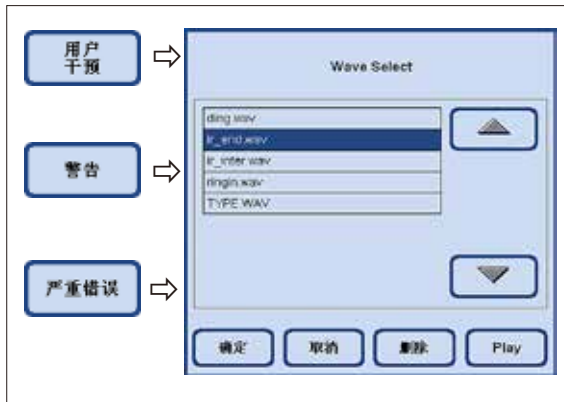 用户
干预
警告
严重错误
Wave Select
ding.wav
ir_end.wav
ir_inter.wav
ringin.wav
TYPE.WAV
确定
取消
删除
Play